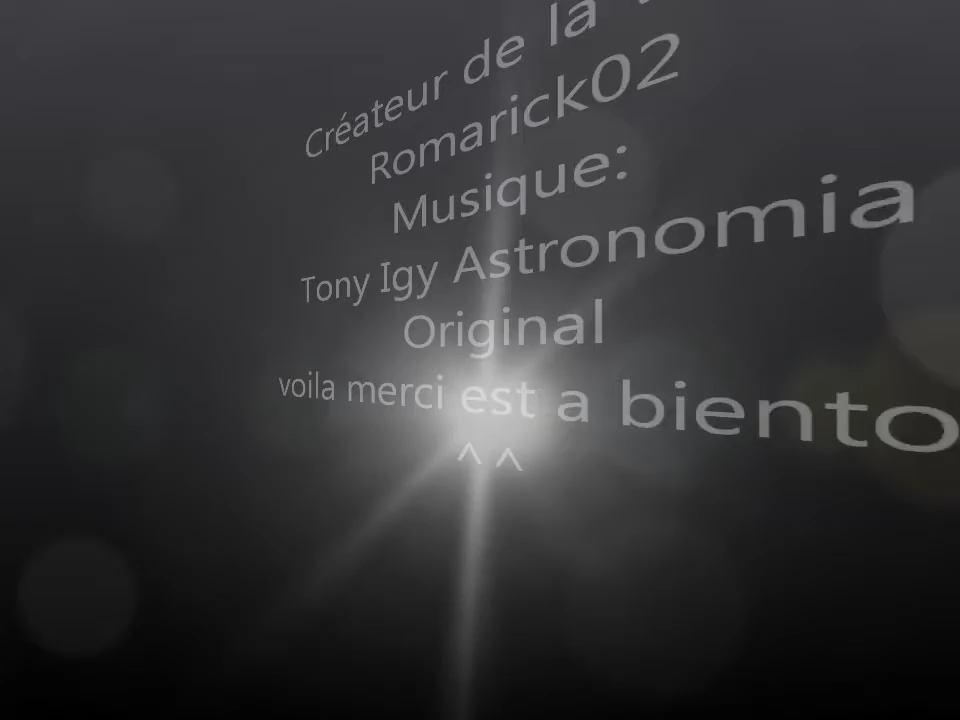 Créateur de la
Romarick02
Musique:
Tony Igy Astronomia
Original
voila merci est a biento
^^